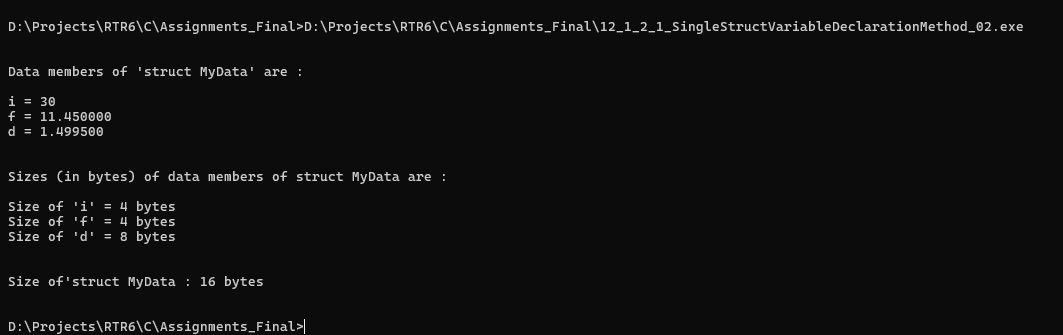 D:\Projects\RTR6\C\Assignments_Final>D:\Projects\RTR6\C\Assignments_Final\12_1_2_1_SingleStructVariableDeclarationMethod_02.exe
Data members of 'struct MyData' are :
i = 30
f = 11.450000
d = 1.499500
Sizes (in bytes) of data members of struct MyData are :
Size of 'i' = 4 bytes
Size of 'f' = 4 bytes
Size of 'd' = 8 bytes
Size of'struct MyData : 16 bytes
D:\Projects\RTR6\C\Assignments_Final>